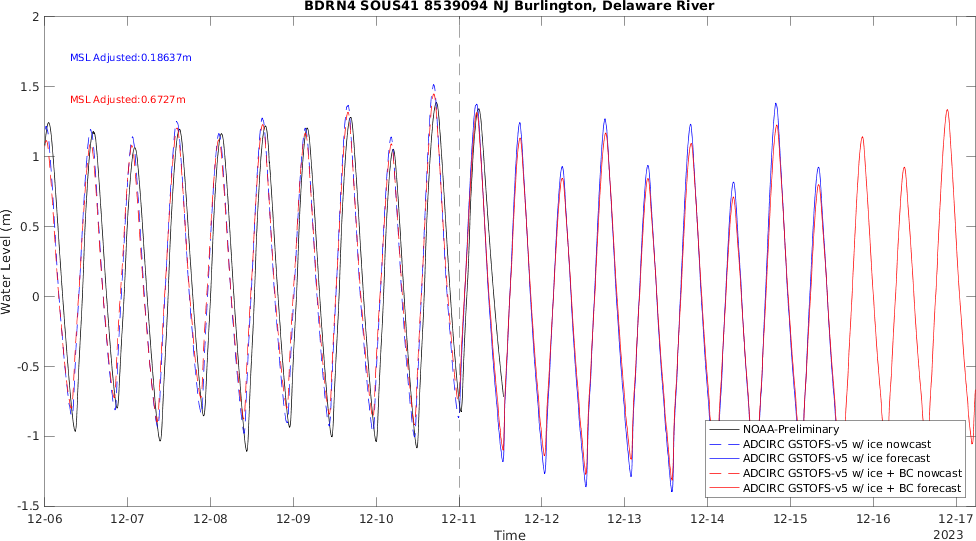 BDRN4 SOUS41 8539094 NJ Burlington, Delaware River
2
1.5
1
0.5
0
-0.5
-1
-1.5
Water Level (m)
MSL Adjusted:0.18637m
MSL Adjusted:0.6727m
NOAA-Preliminary
ADCIRC GSTOFS-v5 w/ ice nowcast
ADCIRC GSTOFS-v5 w/ ice forecast
ADCIRC GSTOFS-v5 w/ ice + BC nowcast
ADCIRC GSTOFS-v5 w/ ice + BC forecast
12-06 12-07 12-08 12-09 12-10 12-11 12-12 12-13 12-14 12-15 12-16 12-17
Time
2023